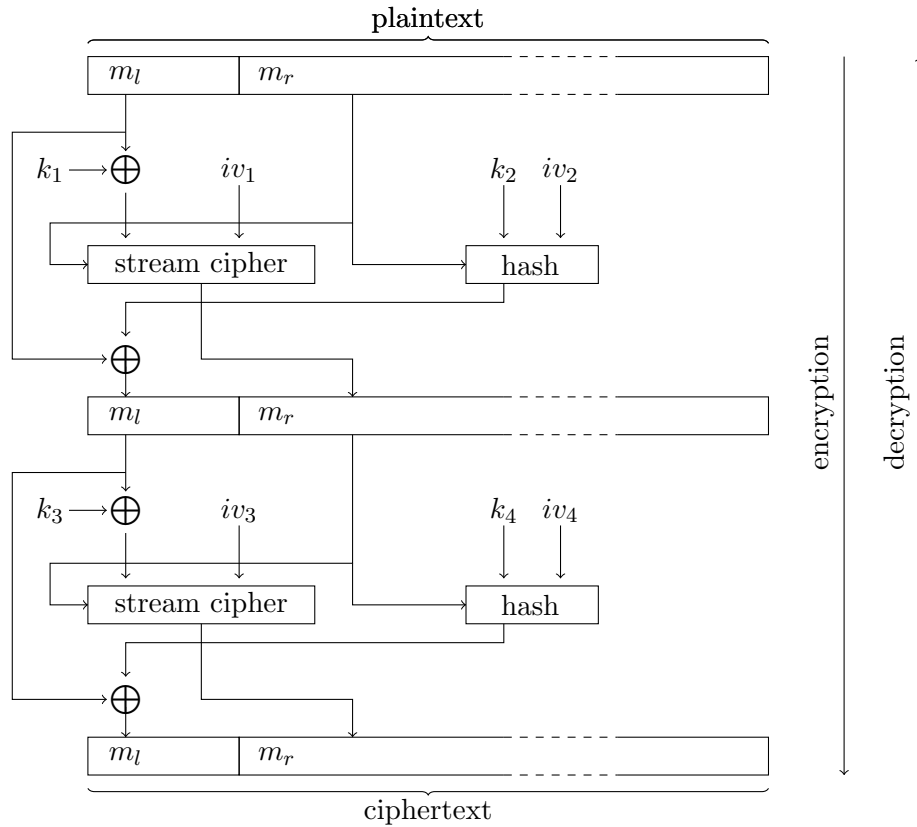 plaintext
m_l m_r
k_1 iv_1 k_2 iv_2
stream cipher hash
m_l m_r
k_3 iv_3 k_4 iv_4
stream cipher hash
m_l m_r
ciphertext
encryption
decryption